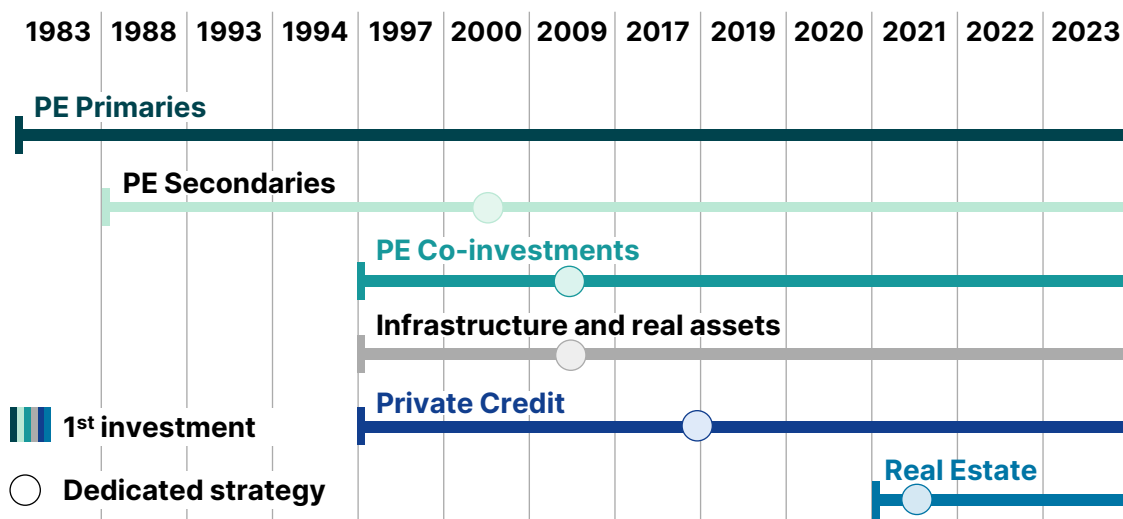 1983 1988 1993 1994 1997 2000 2009 2017 2019 2020 2021 2022 2023
PE Primaries
PE Secondaries
PE Co-investments
Infrastructure and real assets
Private Credit
1st investment
Real Estate
Dedicated strategy